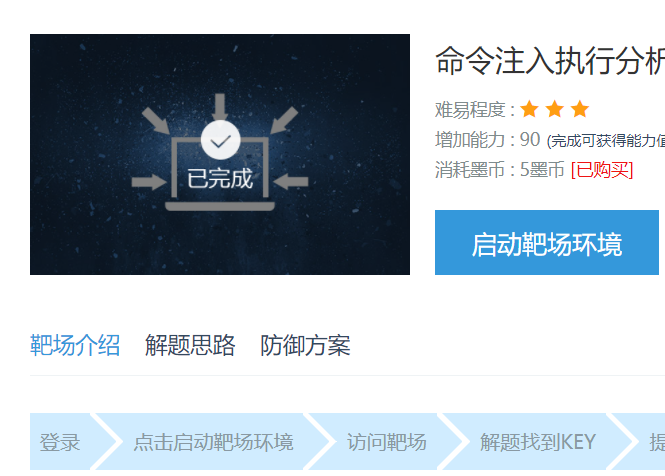 命令注入执行分析
难易程度 :
增加能力 : 90 (完成可获得能力值
消耗墨币 : 5墨币 [已购买]
已完成
启动靶场环境
靶场介绍 解题思路 防御方案
登录 点击启动靶场环境 访问靶场 解题找到KEY 提